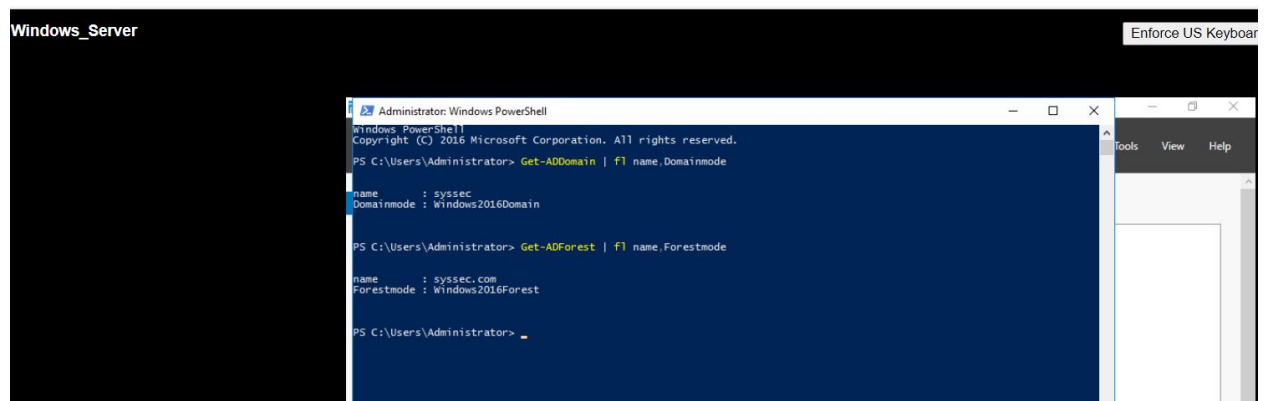 Windows_Server
Enforce US Keyboar
Administrator: Windows PowerShell
Windows PowerShell
Copyright (C) 2016 Microsoft Corporation. All rights reserved.
Tools View Help
PS C:\Users\Administrator> Get-ADDomain | fl name,Domainmode
name : syssec
Domainmode : Windows2016Domain
PS C:\Users\Administrator> Get-ADForest | fl name,Forestmode
name : syssec.com
Forestmode : Windows2016Forest
PS C:\Users\Administrator> _